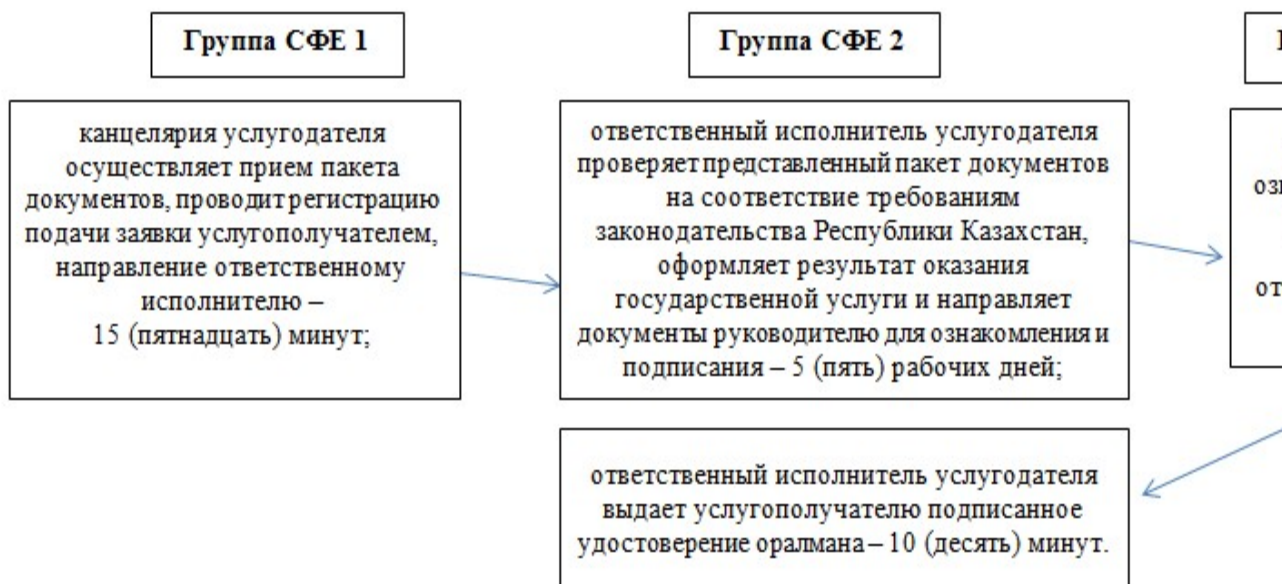 Группа СФЕ 1
Группа СФЕ 2
канцелярия услугодателя
осуществляет прием пакета
документов, проводит регистрацию
подачи заявки услугополучателем,
направление ответственному
исполнителю –
15 (пятнадцать) минут;
ответственный исполнитель услугодателя
проверяет представленный пакет документов
на соответствие требованиям
законодательства Республики Казахстан,
оформляет результат оказания
государственной услуги и направляет
документы руководителю для ознакомления и
подписания – 5 (пять) рабочих дней;
ответственный исполнитель услугодателя
выдает услугополучателю подписанное
удостоверение оралмана – 10 (десять) минут.